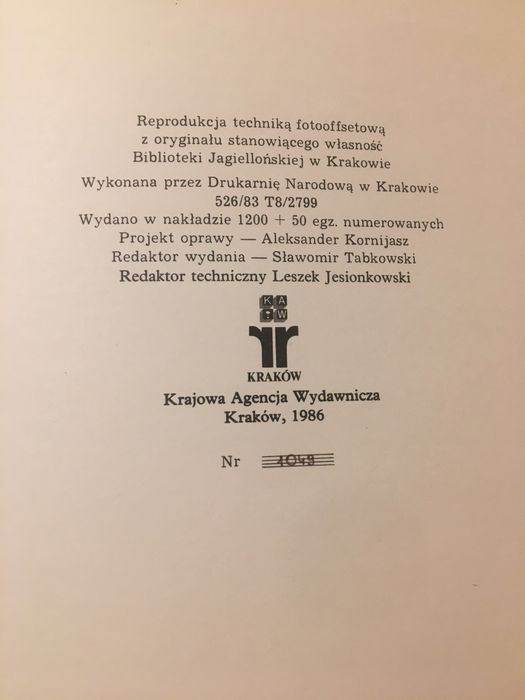 Reprodukcja techniką fotooffsetową
z oryginału stanowiącego własność
Biblioteki Jagiellońskiej w Krakowie
Wykonana przez Drukarnię Narodową w Krakowie
526/83 T8/2799
Wydano w nakładzie 1200 + 50 egz. numerowanych
Projekt oprawy — Aleksander Kornijasz
Redaktor wydania — Sławomir Tabkowski
Redaktor techniczny Leszek Jesionkowski
KA
W
KRAKÓW
Krajowa Agencja Wydawnicza
Kraków, 1986
Nr 1049